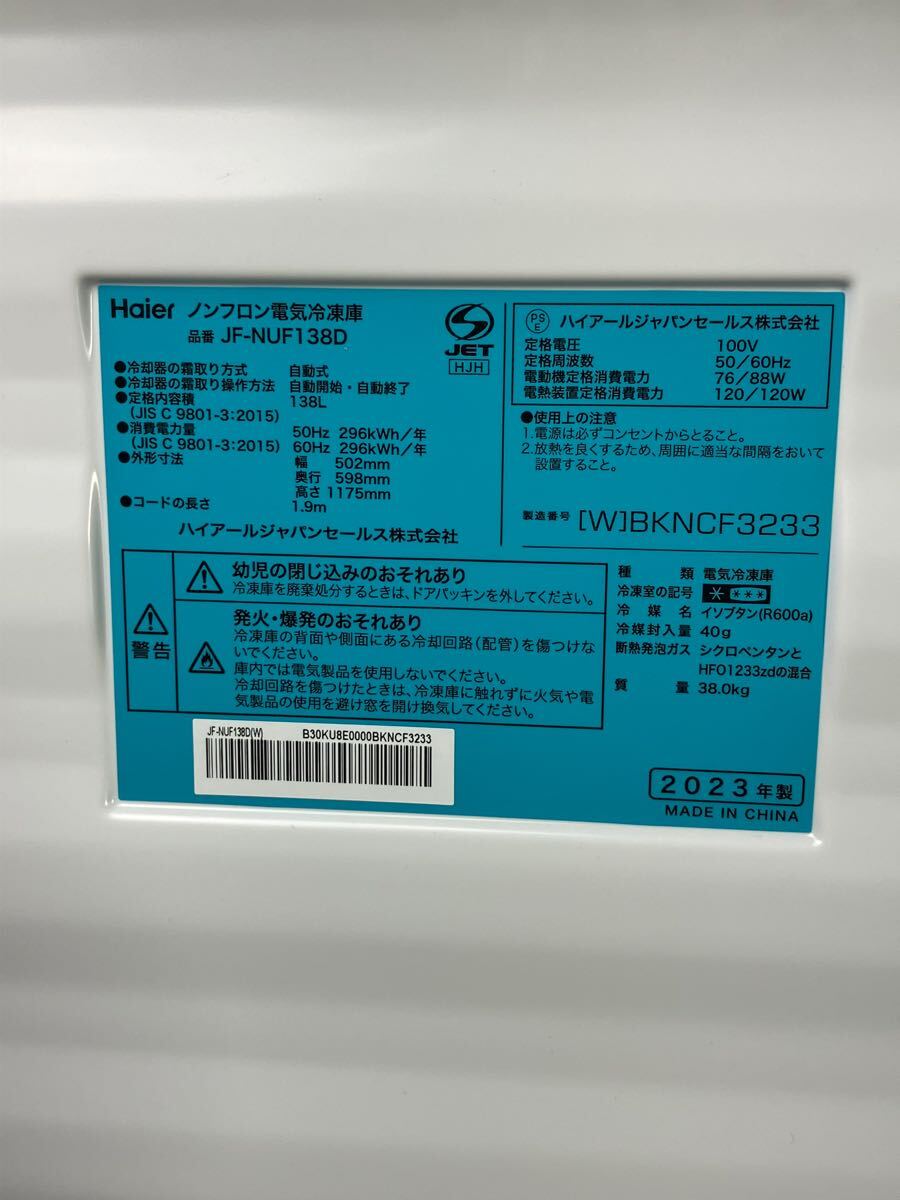 Haier ノンフロン電気冷凍庫
品番 JF-NUF138D
JET
HJH
●冷却器の霜取り方式 自動式
●冷却器の霜取り操作方法 自動開始・自動終了
●定格内容積 138L
(JIS C 9801-3:2015)
●消費電力量 50Hz 296kWh/年
(JIS C 9801-3:2015) 60Hz 296kWh/年
●外形寸法 幅 502mm
奥行 598mm
高さ 1175mm
●コードの長さ 1.9m
ハイアールジャパンセールス株式会社
PSE ハイアールジャパンセールス株式会社
定格電圧 100V
定格周波数 50/60Hz
電動機定格消費電力 76/88W
電熱装置定格消費電力 120/120W
●使用上の注意
1.電源は必ずコンセントからとること。
2.放熱を良くするため、周囲に適当な間隔をおいて
設置すること。
製造番号 [W]BKNCF3233
警告
幼児の閉じ込みのおそれあり
冷凍庫を廃棄処分するときは、ドアパッキンを外してください。
発火・爆発のおそれあり
冷凍庫の背面や側面にある冷却回路(配管)を傷つけな
いでください。
庫内では電気製品を使用しないでください。
冷却回路を傷つけたときは、冷凍庫に触れずに火気や電
気製品の使用を避け窓を開け換気してください。
種類 電気冷凍庫
冷凍室の記号 * ***
冷媒名 イソブタン(R600a)
冷媒封入量 40g
断熱発泡ガス シクロペンタンと
HFO1233zdの混合
質量 38.0kg
JF-NUF138D(W) B30KU8E0000BKNCF3233
2023年製
MADE IN CHINA